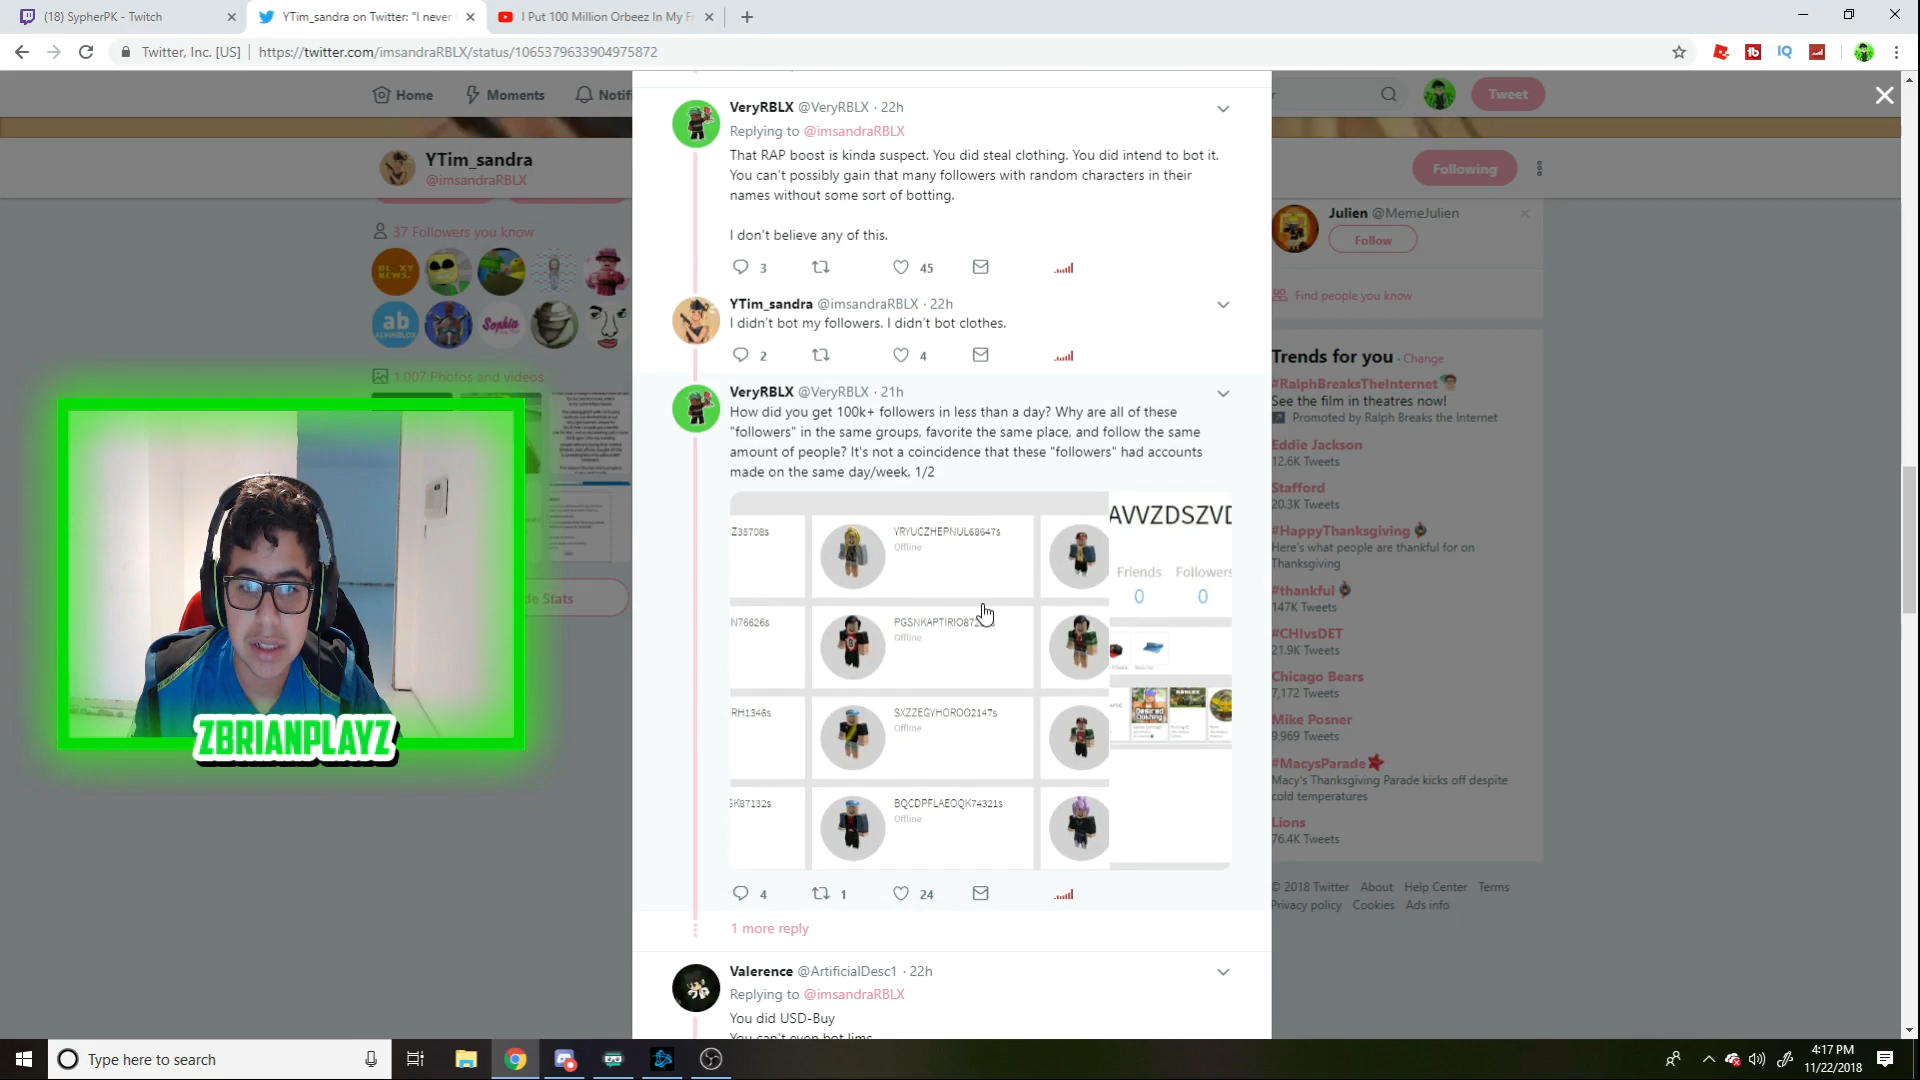 (18) SypherPK - Twitch
YTim_sandra on Twitter: "I never
I Put 100 Million Orbeez In My Fr
Twitter, Inc. [US]
https://twitter.com/imsandraRBLX/status/1065379633904975872
Home
Moments
Notifi
Tweet
YTim_sandra
@imsandraRBLX
Following
37 Followers you know
1,007 Photos and videos
VeryRBLX @VeryRBLX · 22h
Replying to @imsandraRBLX
That RAP boost is kinda suspect. You did steal clothing. You did intend to bot it.
You can't possibly gain that many followers with random characters in their
names without some sort of botting.
I don't believe any of this.
3
45
YTim_sandra @imsandraRBLX · 22h
I didn't bot my followers. I didn't bot clothes.
2
4
VeryRBLX @VeryRBLX · 21h
How did you get 100k+ followers in less than a day? Why are all of these
"followers" in the same groups, favorite the same place, and follow the same
amount of people? It's not a coincidence that these "followers" had accounts
made on the same day/week. 1/2
Z35708s
YRYUCZHEPNUL68647s
Offline
AVVZDSZVD
Friends
Followers
0
0
N76626s
Offline
RH1346s
SXZZEGYHOROO2147s
Offline
BQCDPFLAEOQK74321s
Offline
4
1
24
1 more reply
Valerence @ArtificialDesc1 · 22h
Replying to @imsandraRBLX
You did USD-Buy
You can't even bot lims
Julien @MemeJulien
Follow
Find people you know
Trends for you · Change
#RalphBreaksTheInternet
See the film in theatres now!
Promoted by Ralph Breaks the Internet
Eddie Jackson
12.6K Tweets
Stafford
20.3K Tweets
#HappyThanksgiving
Here's what people are thankful for on
Thanksgiving
#thankful
147K Tweets
#CHIvsDET
21.9K Tweets
Chicago Bears
7,172 Tweets
Mike Posner
9,969 Tweets
#MacysParade
Macy's Thanksgiving Parade kicks off despite
cold temperatures
Lions
76.4K Tweets
© 2018 Twitter About Help Center Terms
Privacy policy Cookies Ads info
ZBRIANPLAYZ
Type here to search
4:17 PM
11/22/2018